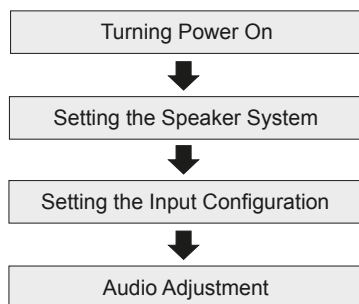 Turning Power On
Setting the Speaker System
Setting the Input Configuration
Audio Adjustment